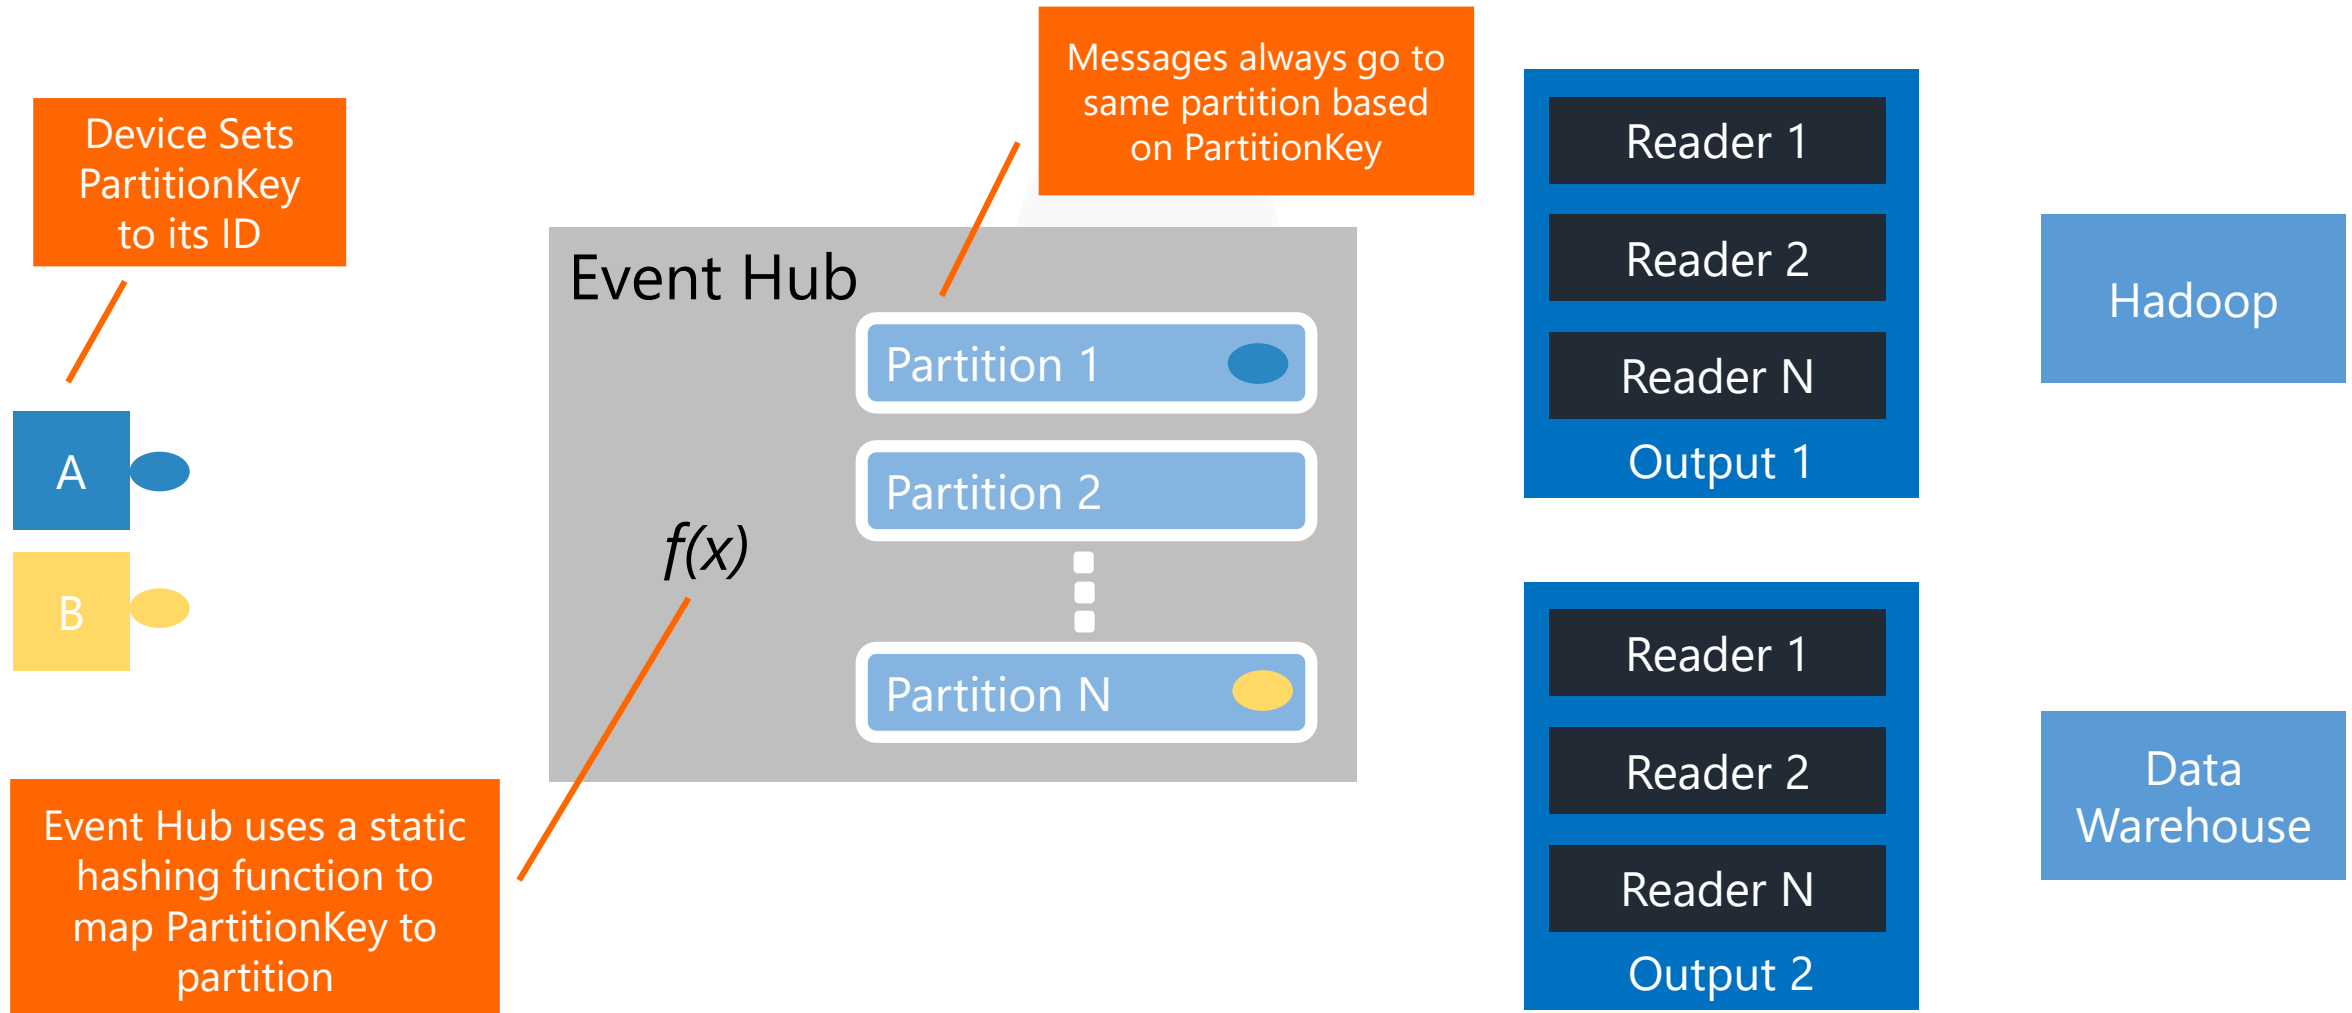 Device Sets
PartitionKey
to its ID
A
B
Event Hub uses a static
hashing function to
map PartitionKey to
partition
Messages always go to
same partition based
on PartitionKey
Event Hub
f(x)
Partition 1
Partition 2
Partition N
Reader 1
Reader 2
Reader N
Output 1
Reader 1
Reader 2
Reader N
Output 2
Hadoop
Data
Warehouse